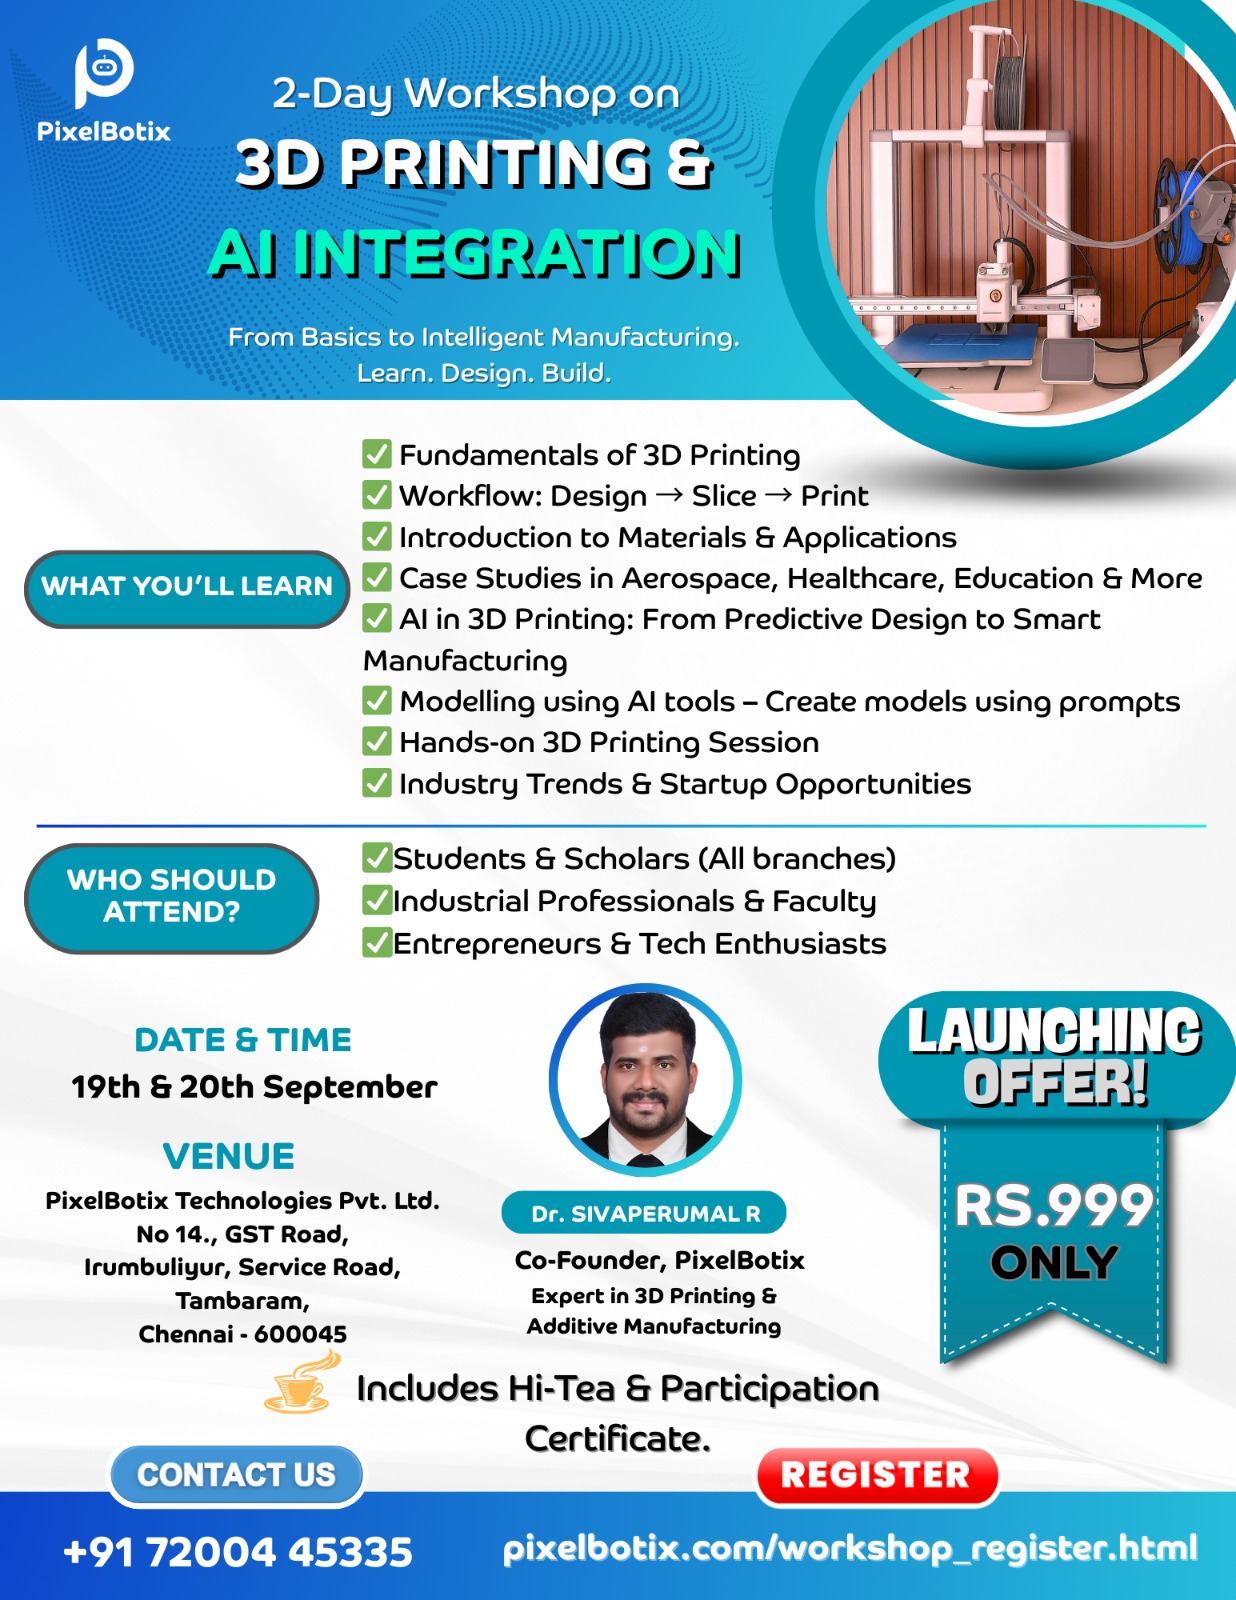 PixelBotix
2-Day Workshop on
3D PRINTING &
AI INTEGRATION
From Basics to Intelligent Manufacturing.
Learn. Design. Build.
WHAT YOU'LL LEARN
✅ Fundamentals of 3D Printing
✅ Workflow: Design → Slice → Print
✅ Introduction to Materials & Applications
✅ Case Studies in Aerospace, Healthcare, Education & More
✅ AI in 3D Printing: From Predictive Design to Smart
Manufacturing
✅ Modelling using AI tools – Create models using prompts
✅ Hands-on 3D Printing Session
✅ Industry Trends & Startup Opportunities
WHO SHOULD
ATTEND?
✅Students & Scholars (All branches)
✅Industrial Professionals & Faculty
✅Entrepreneurs & Tech Enthusiasts
DATE & TIME
19th & 20th September
VENUE
PixelBotix Technologies Pvt. Ltd.
No 14., GST Road,
Irumbuliyur, Service Road,
Tambaram,
Chennai - 600045
Dr. SIVAPERUMAL R
Co-Founder, PixelBotix
Expert in 3D Printing &
Additive Manufacturing
LAUNCHING
OFFER!
RS.999
ONLY
Includes Hi-Tea & Participation
Certificate.
CONTACT US
+91 72004 45335
REGISTER
pixelbotix.com/workshop_register.html